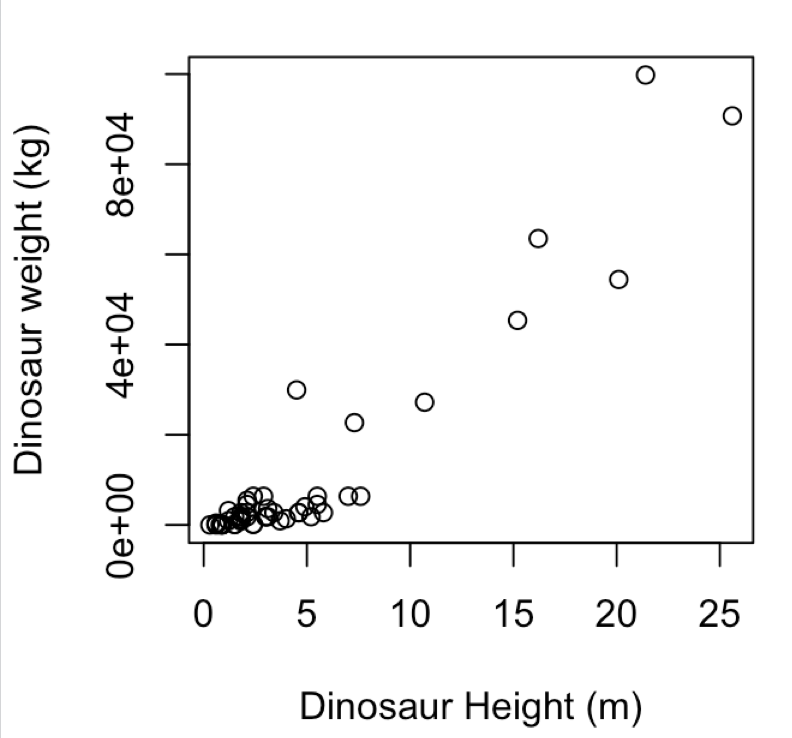 Dinosaur weight (kg)
8e+04
4e+04
0e+00
0 5 10 15 20 25
Dinosaur Height (m)